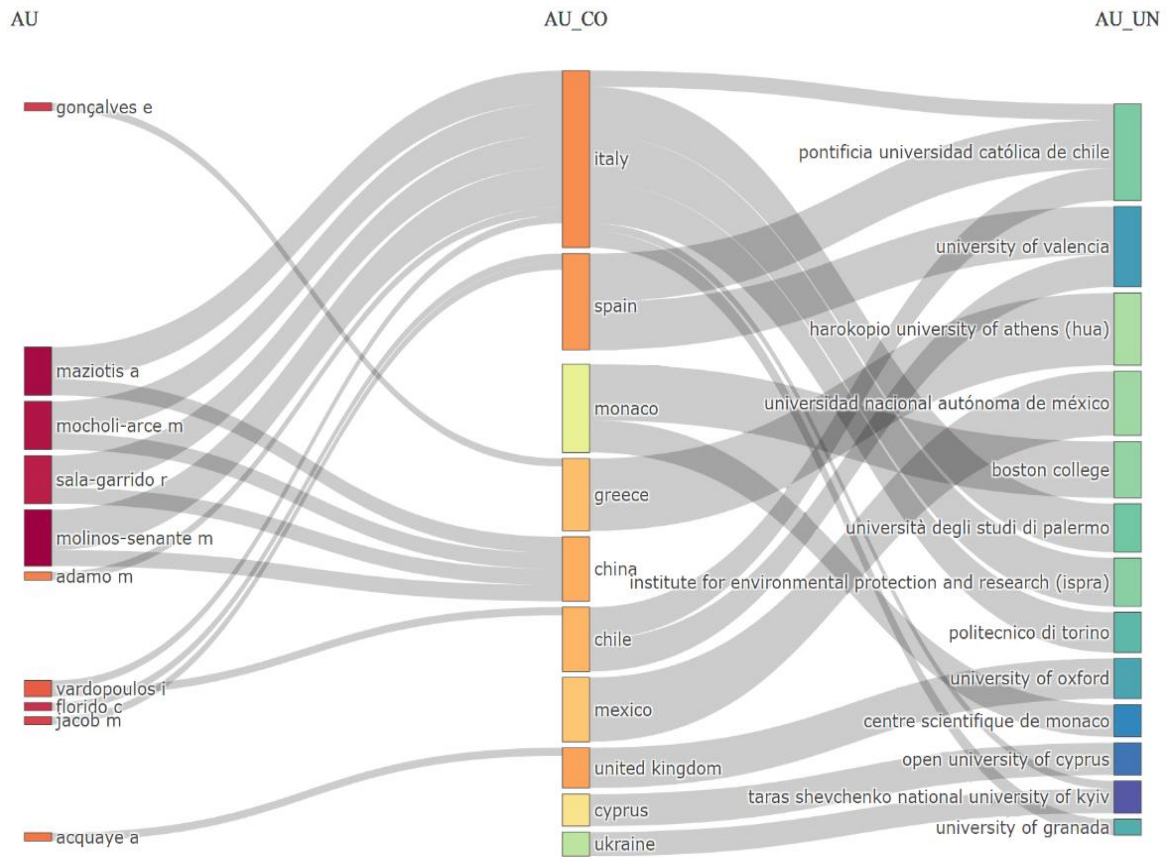 AU
AU_CO
AU_UN
gonçalves e
maziotis a
mocholi-arce m
sala-garrido r
molinos-senante m
adamo m
vardopoulos i
florido c
jacob m
acquaye a
italy
spain
monaco
greece
china
chile
mexico
united kingdom
cyprus
ukraine
pontificia universidad católica de chile
university of valencia
harokopio university of athens (hua)
universidad nacional autónoma de méxico
boston college
università degli studi di palermo
institute for environmental protection and research (ispra)
politecnico di torino
university of oxford
centre scientifique de monaco
open university of cyprus
taras shevchenko national university of kyiv
university of granada